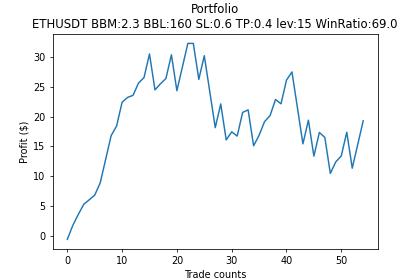 Portfolio
ETHUSDT BBM:2.3 BBL:160 SL:0.6 TP:0.4 lev:15 WinRatio:69.0
30
25
20
15
10
5
0
Profit ($)
0 10 20 30 40 50
Trade counts